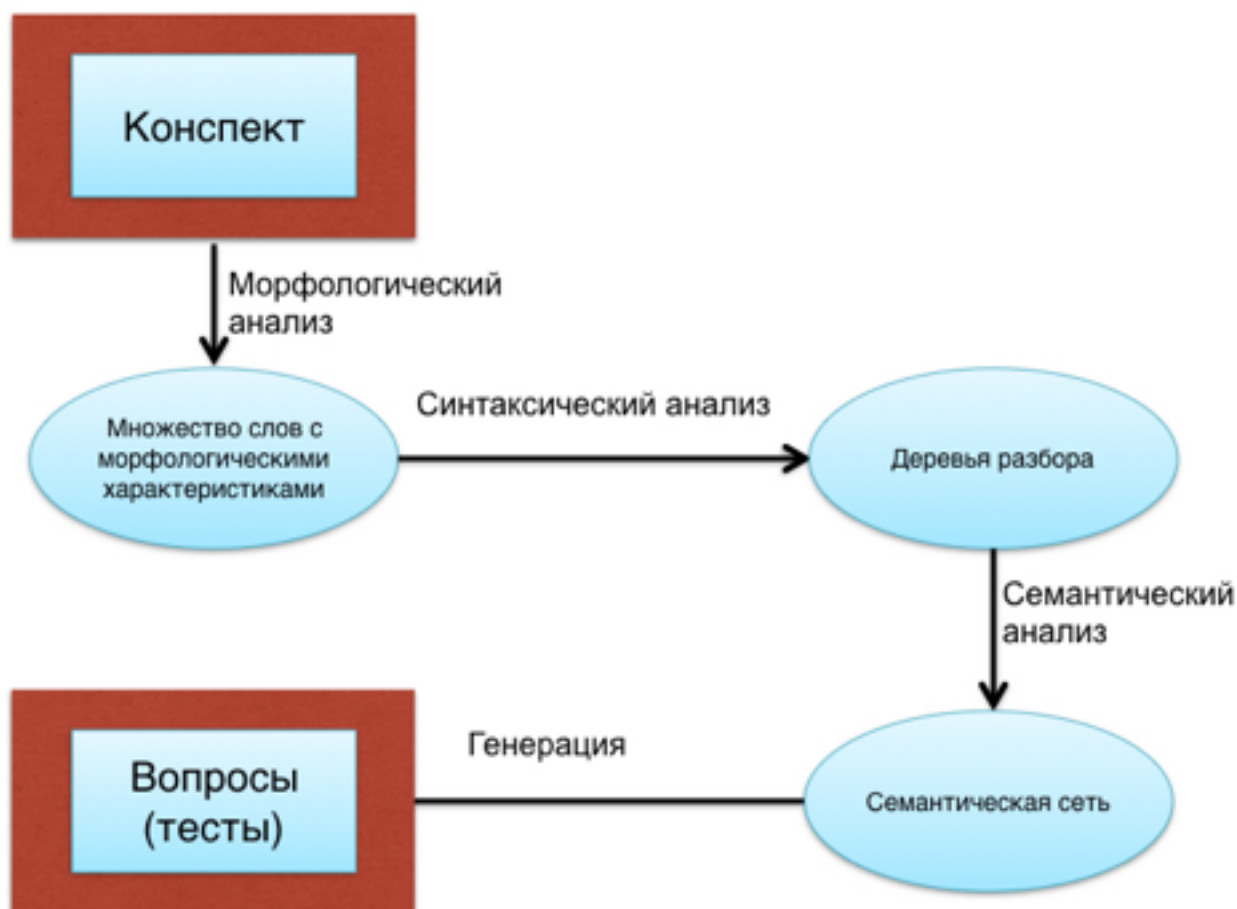 Конспект
Морфологический
анализ
Множество слов с
морфологическими
характеристиками
Синтаксический анализ
Деревья разбора
Семантический
анализ
Семантическая сеть
Генерация
Вопросы
(тесты)